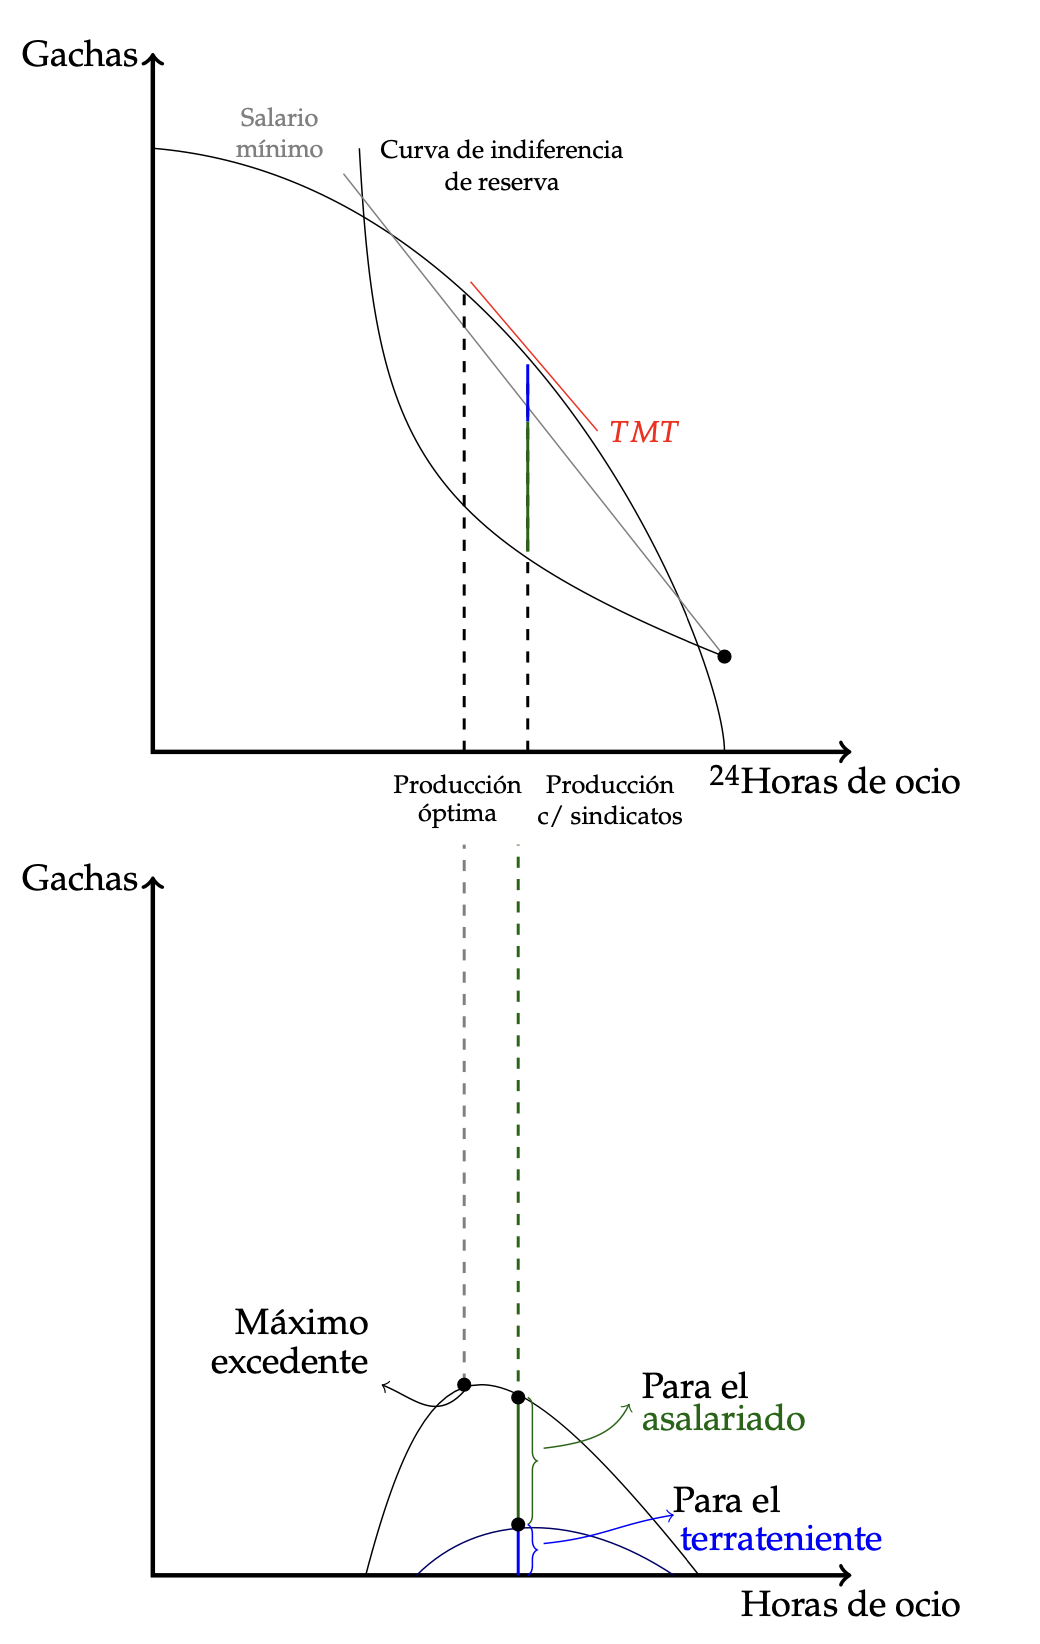 Gachas
Salario
mínimo
Curva de indiferencia
de reserva
TMT
24
Horas de ocio
Producción
óptima
Producción
c/ sindicatos
Gachas
Máximo
excedente
Para el
asalariado
Para el
terrateniente
Horas de ocio